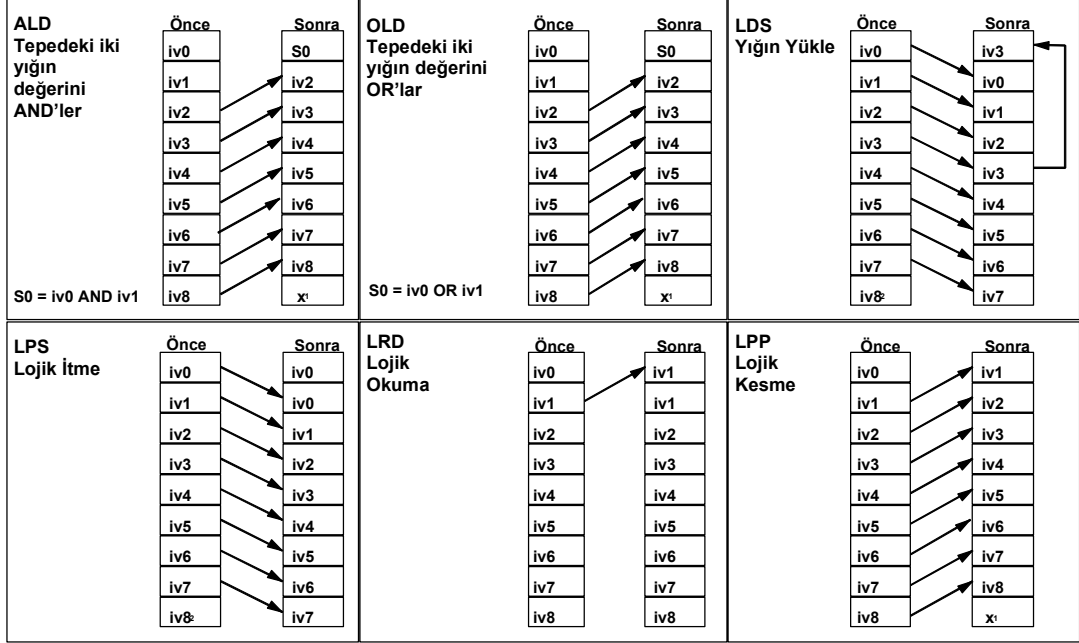 ALD
Tepedeki iki
yığın
değerini
AND’ler
S0 = iv0 AND iv1
Önce Sonra
iv0 S0
iv1 iv2
iv2 iv3
iv3 iv4
iv4 iv5
iv5 iv6
iv6 iv7
iv7 iv8
iv8 x1
OLD
Tepedeki iki
yığın değerini
OR’lar
S0 = iv0 OR iv1
Önce Sonra
iv0 S0
iv1 iv2
iv2 iv3
iv3 iv4
iv4 iv5
iv5 iv6
iv6 iv7
iv7 iv8
iv8 x1
LDS
Yığın Yükle
Önce Sonra
iv0 iv3
iv1 iv0
iv2 iv1
iv3 iv2
iv4 iv3
iv5 iv4
iv6 iv5
iv7 iv6
iv82 iv7
LPS
Lojik İtme
Önce Sonra
iv0 iv0
iv1 iv0
iv2 iv1
iv3 iv2
iv4 iv3
iv5 iv4
iv6 iv5
iv7 iv6
iv82 iv7
LRD
Lojik
Okuma
Önce Sonra
iv0 iv1
iv1 iv1
iv2 iv2
iv3 iv3
iv4 iv4
iv5 iv5
iv6 iv6
iv7 iv7
iv8 iv8
LPP
Lojik
Kesme
Önce Sonra
iv0 iv1
iv1 iv2
iv2 iv3
iv3 iv4
iv4 iv5
iv5 iv6
iv6 iv7
iv7 iv8
iv8 x1